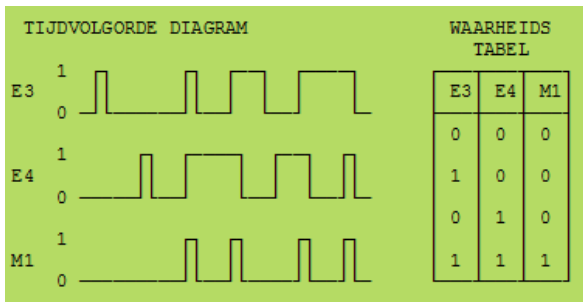 TIJDVOLGORDE DIAGRAM
E3 1 0
E4 1 0
M1 1 0
WAARHEIDS
TABEL
E3 E4 M1
0 0 0
1 0 0
0 1 0
1 1 1